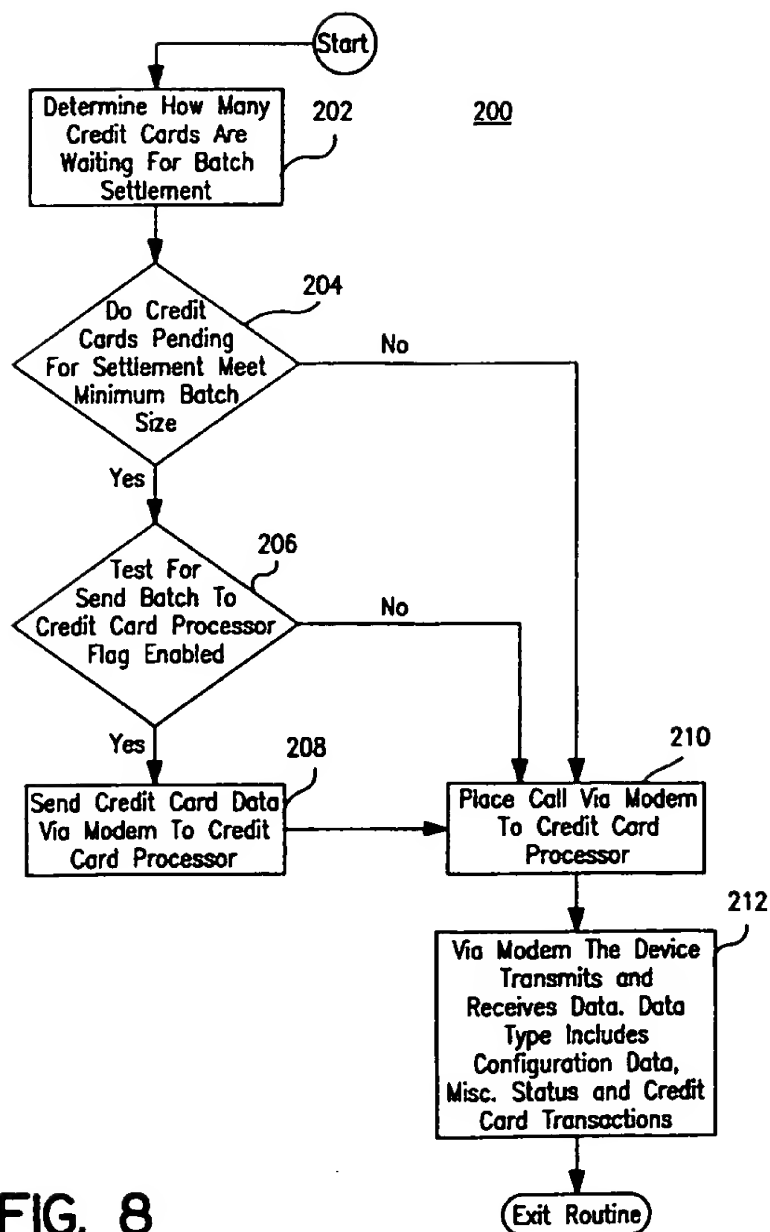 Start
Determine How Many
Credit Cards Are
Waiting For Batch
Settlement
202
200
204
Do Credit
Cards Pending
For Settlement Meet
Minimum Batch
Size
No
Yes
206
Test For
Send Batch To
Credit Card Processor
Flag Enabled
No
Yes
208
Send Credit Card Data
Via Modem To Credit
Card Processor
210
Place Call Via Modem
To Credit Card
Processor
212
Via Modem The Device
Transmits and
Receives Data. Data
Type Includes
Configuration Data,
Misc. Status and Credit
Card Transactions
Exit Routine
FIG. 8